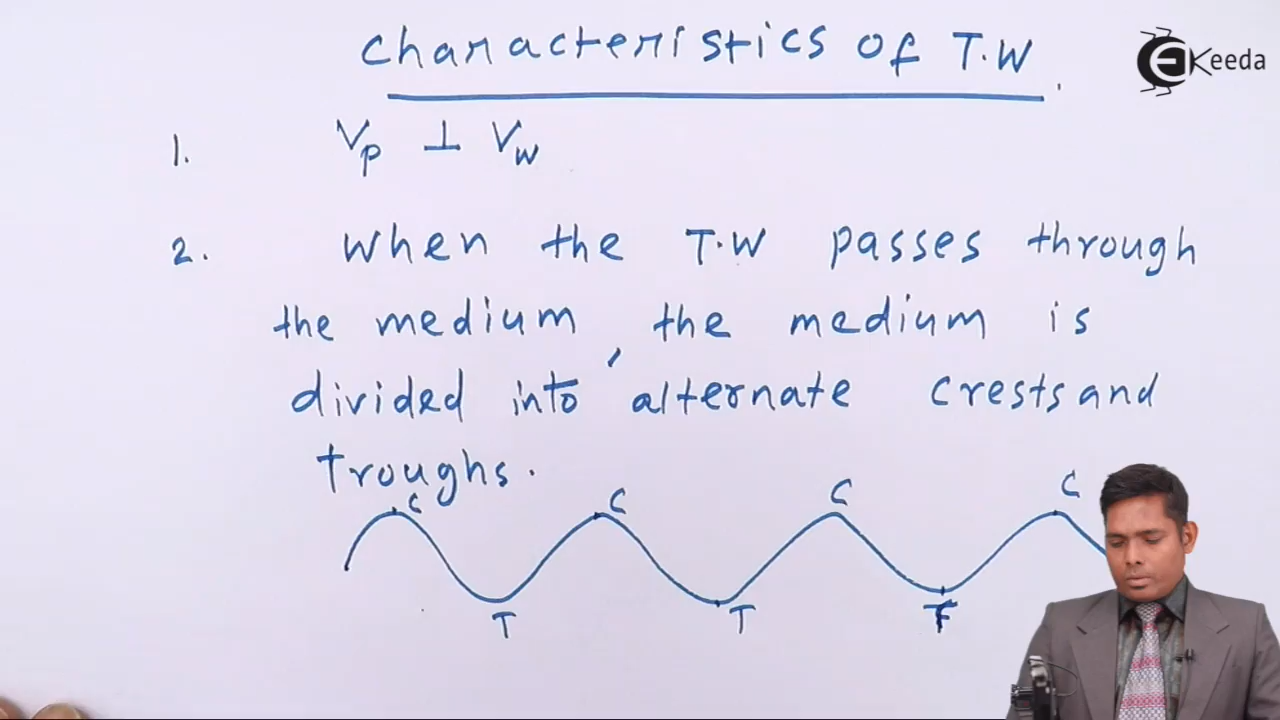 Characteristics of T.W.
Keeda
1. Vp ⊥ Vw
2. When the T.W passes through
the medium, the medium is
divided into alternate crests and
troughs.
C C C C
T T T